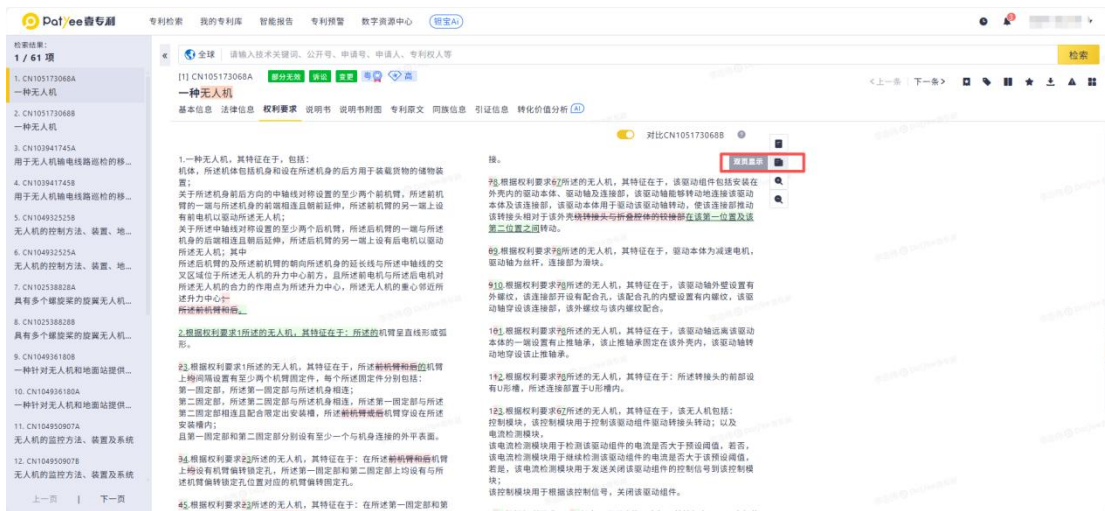 Patyee壹专利
专利检索 我的专利库 智能报告 专利预警 数字资源中心 钽宝Ai
检索结果:
1 / 61 项
1. CN105173068A
一种无人机
2. CN105173068B
一种无人机
3. CN103941745A
用于无人机输电线路巡检的移...
4. CN103941745B
用于无人机输电线路巡检的移...
5. CN104932525B
无人机的控制方法、装置、地...
6. CN104932525A
无人机的控制方法、装置、地...
7. CN102538828A
具有多个螺旋桨的旋翼无人机...
8. CN102538828B
具有多个螺旋桨的旋翼无人机...
9. CN104936180B
一种针对无人机和地面站提供...
10. CN104936180A
一种针对无人机和地面站提供...
11. CN104950907A
无人机的监控方法、装置及系统
12. CN104950907B
无人机的监控方法、装置及系统
上一页 | 下一页
« 全球 请输入技术关键词、公开号、申请号、申请人、专利权人等 检索
[1] CN105173068A 部分无效 诉讼 变更 粤 高
<上一条 下一条>
一种无人机
基本信息 法律信息 权利要求 说明书 说明书附图 专利原文 同族信息 引证信息 转化价值分析 AI
对比CN105173068B
双页显示
1.一种无人机，其特征在于，包括:
机体，所述机体包括机身和设在所述机身的后方用于装载货物的储物装
置;
关于所述机身前后方向的中轴线对称设置的至少两个前机臂，所述前机
臂的一端与所述机身的前端相连且朝前延伸，所述前机臂的另一端上设
有前电机以驱动所述无人机;
关于所述中轴线对称设置的至少两个后机臂，所述后机臂的一端与所述
机身的后端相连且朝后延伸，所述后机臂的另一端上设有后电机以驱动
所述无人机; 其中
所述后机臂的及所述前机臂的朝向所述机身的延长线与所述中轴线的交
叉区域位于所述无人机的升力中心前方，且所述前电机与所述后电机对
所述无人机的合力的作用点为所述升力中心，所述无人机的重心邻近所
述升力中心;
所述前机臂和后。
2.根据权利要求1所述的无人机，其特征在于: 所述的机臂呈直线形或弧
形。
23.根据权利要求1所述的无人机，其特征在于，所述前机臂和后的机臂
上均间隔设置有至少两个机臂固定件，每个所述固定件分别包括:
第一固定部，所述第一固定部与所述机身相连;
第二固定部，所述第二固定部与所述机身相连，所述第一固定部与所述
第二固定部相连且配合限定出安装槽，所述前机臂或后机臂穿设在所述
安装槽内;
且第一固定部和第二固定部分别设有至少一个与机身连接的外平表面。
34.根据权利要求23所述的无人机，其特征在于: 在所述前机臂和后机臂
上均设有机臂偏转锁定孔，所述第一固定部和第二固定部上均设有与所
述机臂偏转锁定孔位置对应的机臂偏转固定孔。
45.根据权利要求23所述的无人机，其特征在于: 在所述第一固定部和第
接。
78.根据权利要求67所述的无人机，其特征在于，该驱动组件包括安装在
外壳内的驱动本体、驱动轴及连接部，该驱动轴能够转动地连接该驱动
本体及该连接部，该驱动本体用于驱动该驱动轴转动，使该连接部推动
该转接头相对于该外壳绕转接头与折叠腔体的铰接部在该第一位置及该
第二位置之间转动。
89.根据权利要求78所述的无人机，其特征在于，驱动本体为减速电机，
驱动轴为丝杆，连接部为滑块。
910.根据权利要求78所述的无人机，其特征在于，该驱动轴外壁设置有
外螺纹，该连接部开设有配合孔，该配合孔的内壁设置有内螺纹，该驱
动轴穿设该连接部，该外螺纹与该内螺纹配合。
101.根据权利要求78所述的无人机，其特征在于，该驱动轴远离该驱动
本体的一端设置有止推轴承，该止推轴承固定在该外壳内，该驱动轴转
动地穿设该止推轴承。
112.根据权利要求78所述的无人机，其特征在于: 所述转接头的前部设
有U形槽，所述连接部置于U形槽内。
123.根据权利要求67所述的无人机，其特征在于，该无人机包括:
控制模块，该控制模块用于控制该驱动组件驱动转接头转动; 以及
电流检测模块，
该电流检测模块用于检测该驱动组件的电流是否大于预设阈值，若否，
该电流检测模块用于继续检测该驱动组件的电流是否大于该预设阈值，
若是，该电流检测模块用于发送关闭该驱动组件的控制信号到该控制模
块;
该控制模块用于根据该控制信号，关闭该驱动组件。